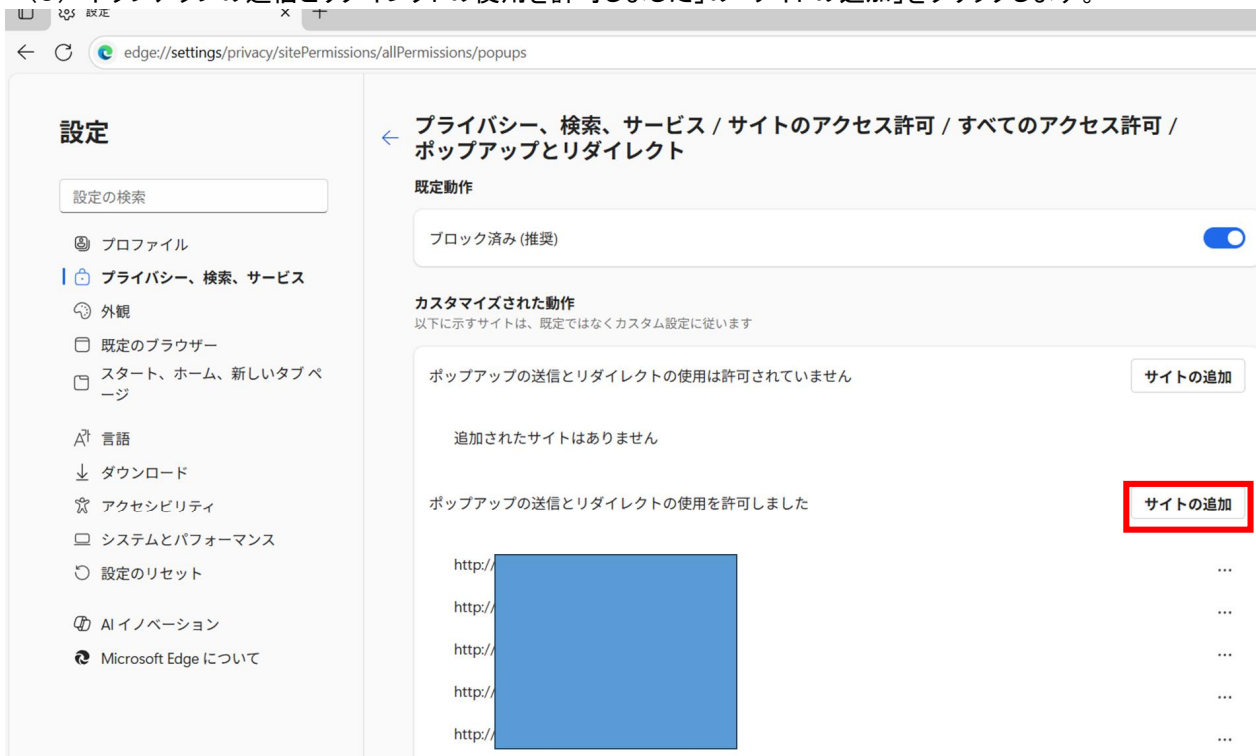 設定
edge://settings/privacy/sitePermissions/allPermissions/popups
設定
設定の検索
プロファイル
プライバシー、検索、サービス
外観
既定のブラウザー
スタート、ホーム、新しいタブ ペ
ージ
言語
ダウンロード
アクセシビリティ
システムとパフォーマンス
設定のリセット
AI イノベーション
Microsoft Edge について
プライバシー、検索、サービス / サイトのアクセス許可 / すべてのアクセス許可 /
ポップアップとリダイレクト
既定動作
ブロック済み (推奨)
カスタマイズされた動作
以下に示すサイトは、既定ではなくカスタム設定に従います
ポップアップの送信とリダイレクトの使用は許可されていません
サイトの追加
追加されたサイトはありません
ポップアップの送信とリダイレクトの使用を許可しました
サイトの追加
http://
http://
http://
http://
http://